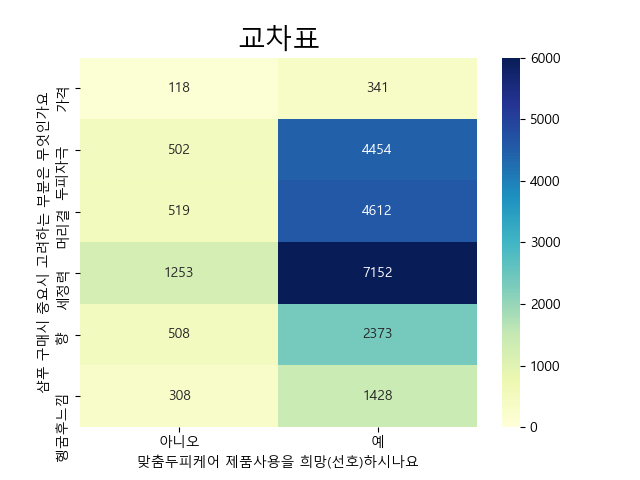 교차표
샴푸 구매시 중요시 고려하는 부분은 무엇인가요
가격 118 341
두피자극 502 4454
머리결 519 4612
세정력 1253 7152
향 508 2373
헹굼후느낌 308 1428
아니오 예
맞춤두피케어 제품사용을 희망(선호)하시나요
6000
5000
4000
3000
2000
1000
0